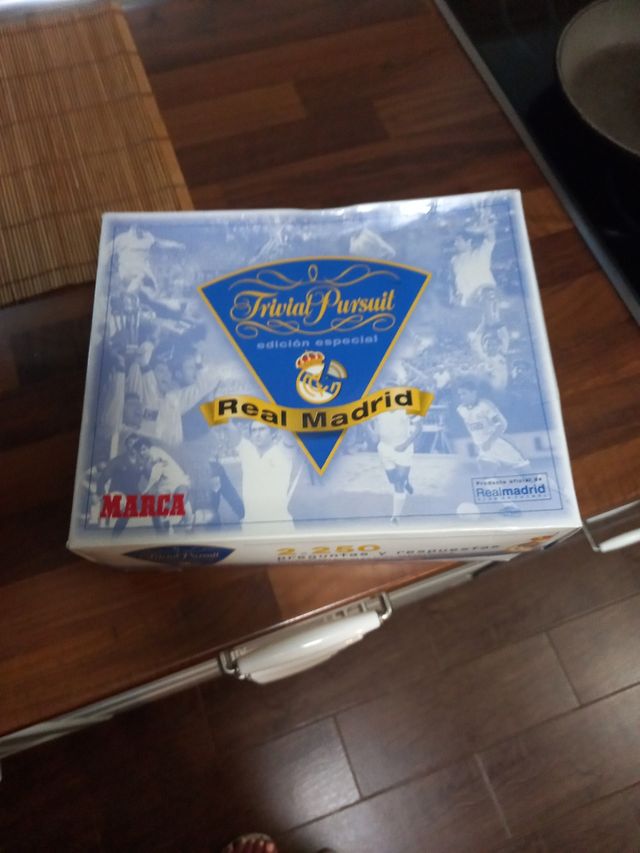 Trivial Pursuit
edición especial
Real Madrid
MARCA
Producto oficial de
Realmadrid
Trivial Pursuit
2.250
preguntas y respuestas